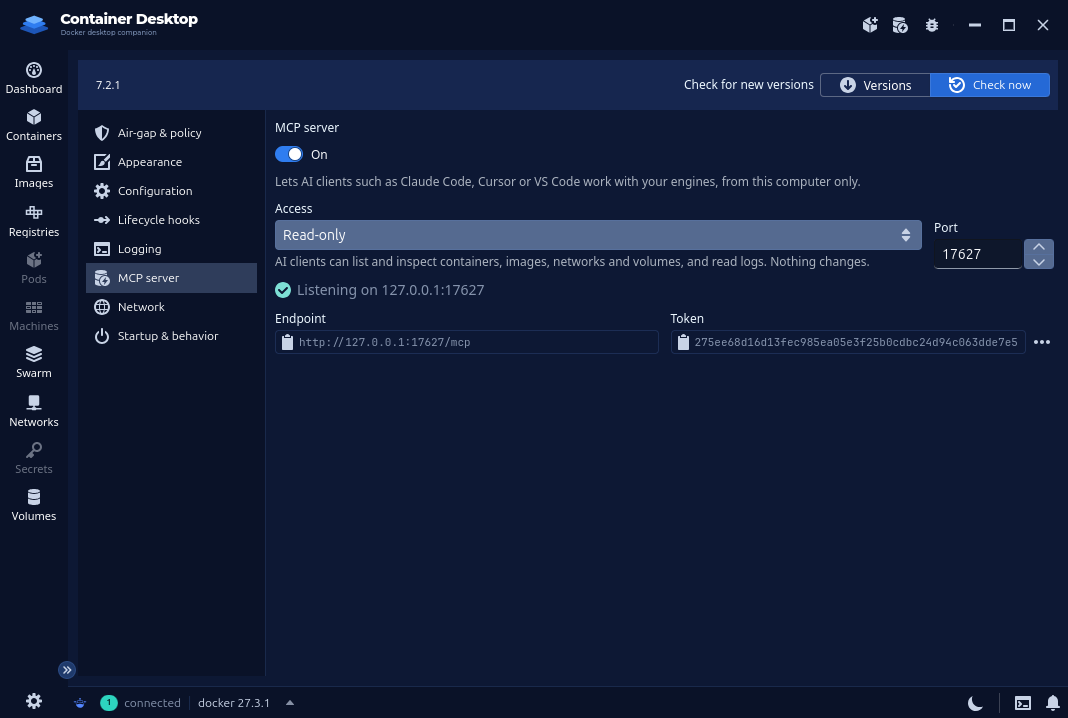 Container Desktop
Docker desktop companion
Dashboard
Containers
Images
Registries
Pods
Machines
Swarm
Networks
Secrets
Volumes
7.2.1
Check for new versions
Versions
Check now
Air-gap & policy
Appearance
Configuration
Lifecycle hooks
Logging
MCP server
Network
Startup & behavior
MCP server
On
Lets AI clients such as Claude Code, Cursor or VS Code work with your engines, from this computer only.
Access
Read-only
Port
17627
AI clients can list and inspect containers, images, networks and volumes, and read logs. Nothing changes.
Listening on 127.0.0.1:17627
Endpoint
http://127.0.0.1:17627/mcp
Token
275ee68d16d13fec985ea05e3f25b0cdbc24d94c063dde7e5
1 connected
docker 27.3.1